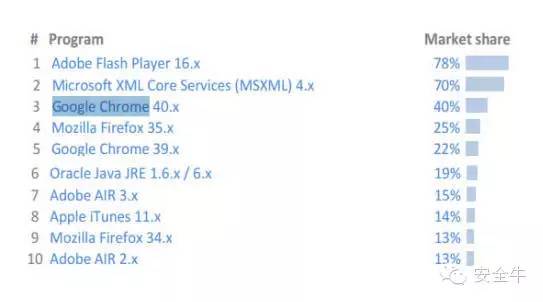 # Program Market share
1 Adobe Flash Player 16.x 78%
2 Microsoft XML Core Services (MSXML) 4.x 70%
3 Google Chrome 40.x 40%
4 Mozilla Firefox 35.x 25%
5 Google Chrome 39.x 22%
6 Oracle Java JRE 1.6.x / 6.x 19%
7 Adobe AIR 3.x 15%
8 Apple iTunes 11.x 14%
9 Mozilla Firefox 34.x 13%
10 Adobe AIR 2.x 13%
安全牛